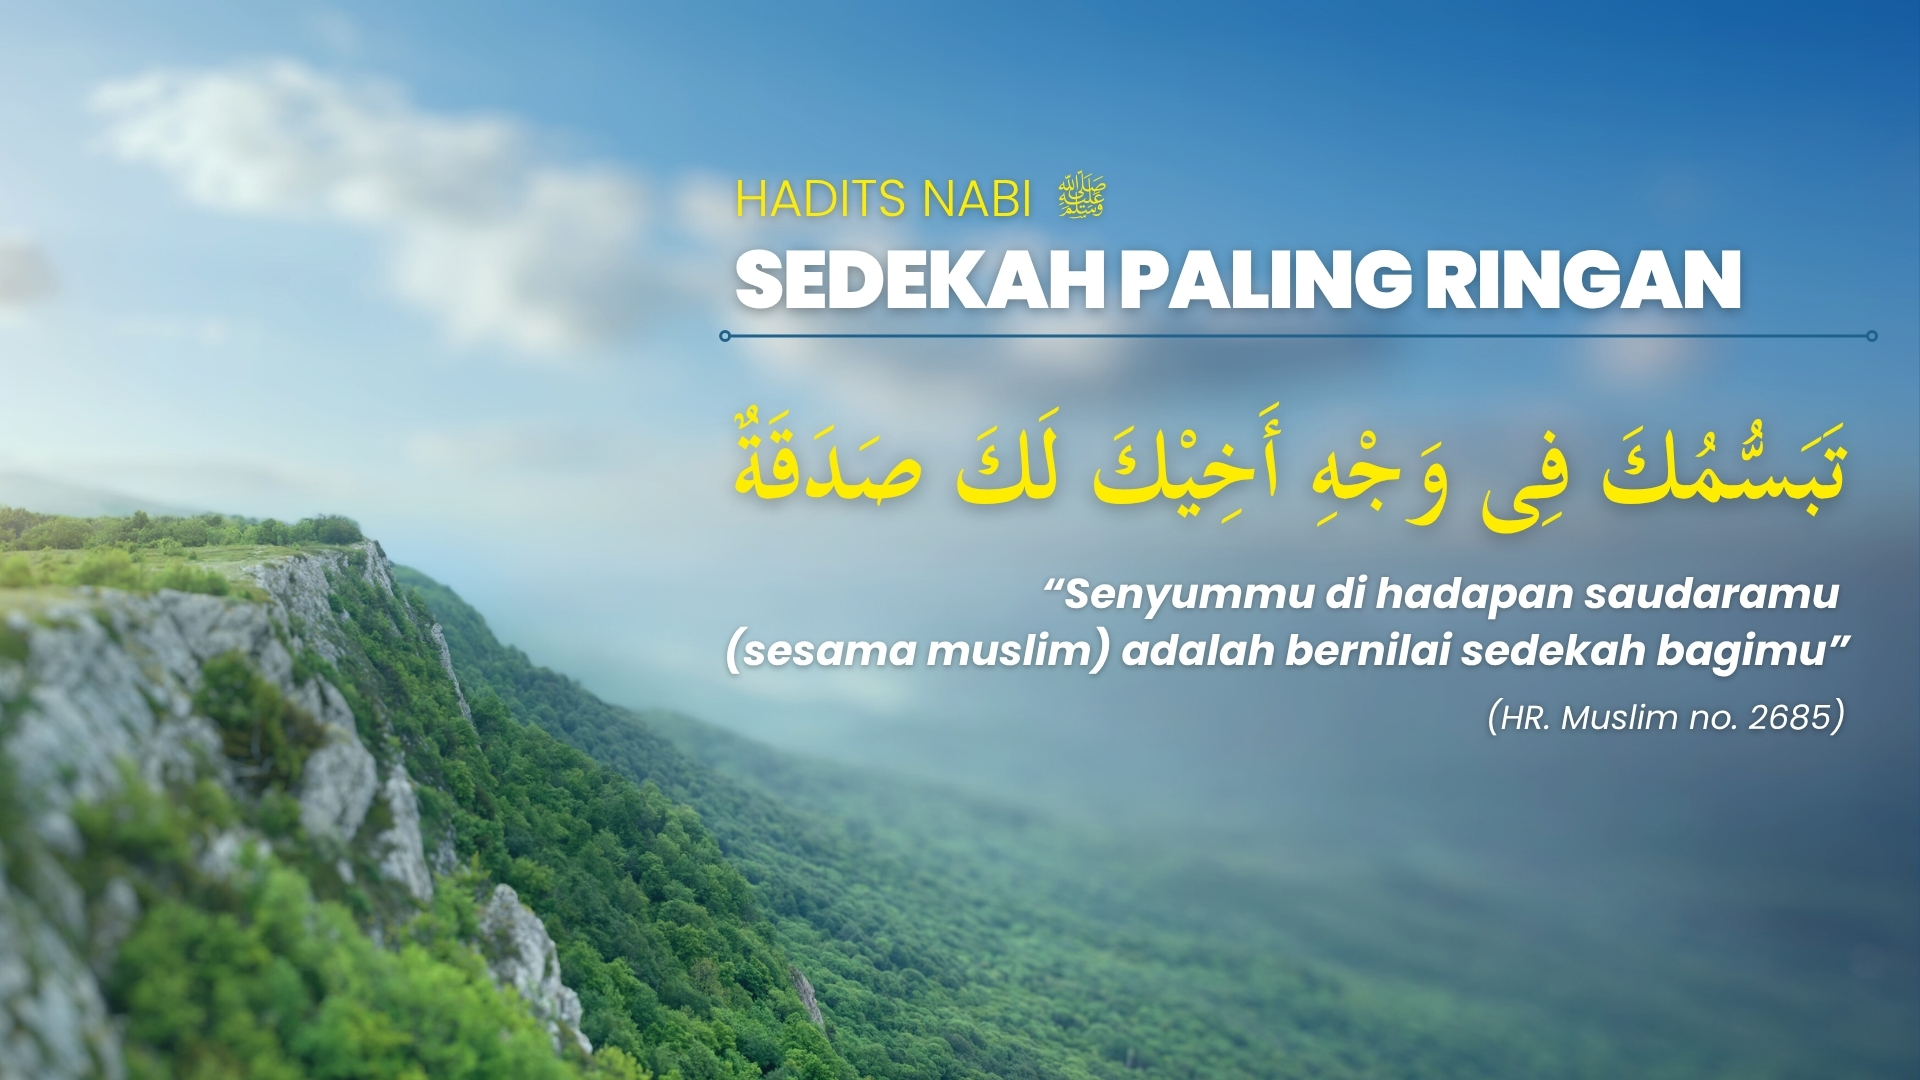 HADITS NABI ﷺ
SEDEKAH PALING RINGAN
تَبَسُّمُكَ فِى وَجْهِ أَخِيْكَ لَكَ صَدَقَةٌ
“Senyummu di hadapan saudaramu
(sesama muslim) adalah bernilai sedekah bagimu”
(HR. Muslim no. 2685)